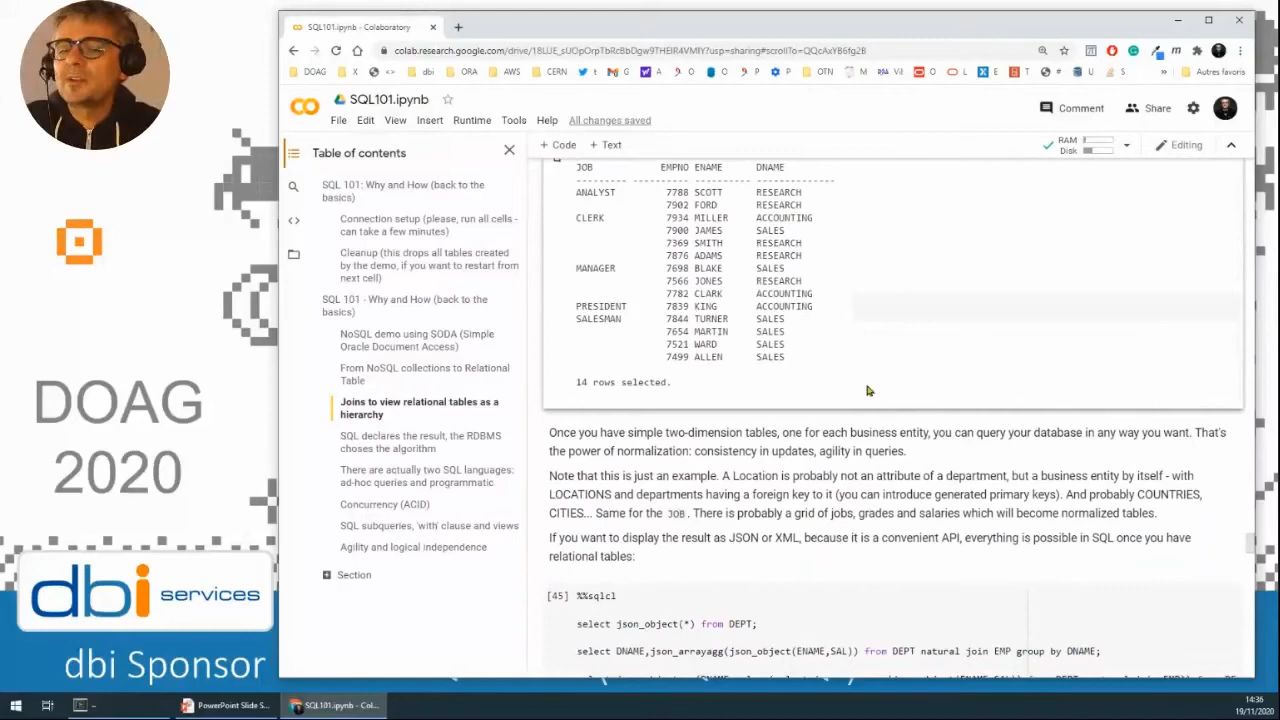 SQL101.ipynb - Colaboratory
colab.research.google.com/drive/18LUE_sUOpOrpTbRcBbDgw9THEIR4VMIY?usp=sharing#scrollTo=QQcAxYB6fg2B
DOAG X <> dbi ORA AWS CERN t G A O O P P OTN M Vil O L E T # U S » Autres favoris
SQL101.ipynb
Comment Share
File Edit View Insert Runtime Tools Help All changes saved
Table of contents
+ Code + Text
RAM
Disk
Editing
SQL 101: Why and How (back to the
basics)
Connection setup (please, run all cells -
can take a few minutes)
Cleanup (this drops all tables created
by the demo, if you want to restart from
next cell)
SQL 101 - Why and How (back to the
basics)
NoSQL demo using SODA (Simple
Oracle Document Access)
From NoSQL collections to Relational
Table
Joins to view relational tables as a
hierarchy
SQL declares the result, the RDBMS
choses the algorithm
There are actually two SQL languages:
ad-hoc queries and programmatic
Concurrency (ACID)
SQL subqueries, 'with' clause and views
Agility and logical independence
Section
JOB EMPNO ENAME DNAME
--------- ---------- ---------- --------------
ANALYST 7788 SCOTT RESEARCH
7902 FORD RESEARCH
CLERK 7934 MILLER ACCOUNTING
7900 JAMES SALES
7369 SMITH RESEARCH
7876 ADAMS RESEARCH
MANAGER 7698 BLAKE SALES
7566 JONES RESEARCH
7782 CLARK ACCOUNTING
PRESIDENT 7839 KING ACCOUNTING
SALESMAN 7844 TURNER SALES
7654 MARTIN SALES
7521 WARD SALES
7499 ALLEN SALES
14 rows selected.
Once you have simple two-dimension tables, one for each business entity, you can query your database in any way you want. That's
the power of normalization: consistency in updates, agility in queries.
Note that this is just an example. A Location is probably not an attribute of a department, but a business entity by itself - with
LOCATIONS and departments having a foreign key to it (you can introduce generated primary keys). And probably COUNTRIES,
CITIES... Same for the JOB. There is probably a grid of jobs, grades and salaries which will become normalized tables.
If you want to display the result as JSON or XML, because it is a convenient API, everything is possible in SQL once you have
relational tables:
[45] %%sqlcl
select json_object(*) from DEPT;
select DNAME,json_arrayagg(json_object(ENAME,SAL)) from DEPT natural join EMP group by DNAME;
DOAG
2020
dbi services
dbi Sponsor
PowerPoint Slide S...
SQL101.ipynb - Col...
14:36
19/11/2020